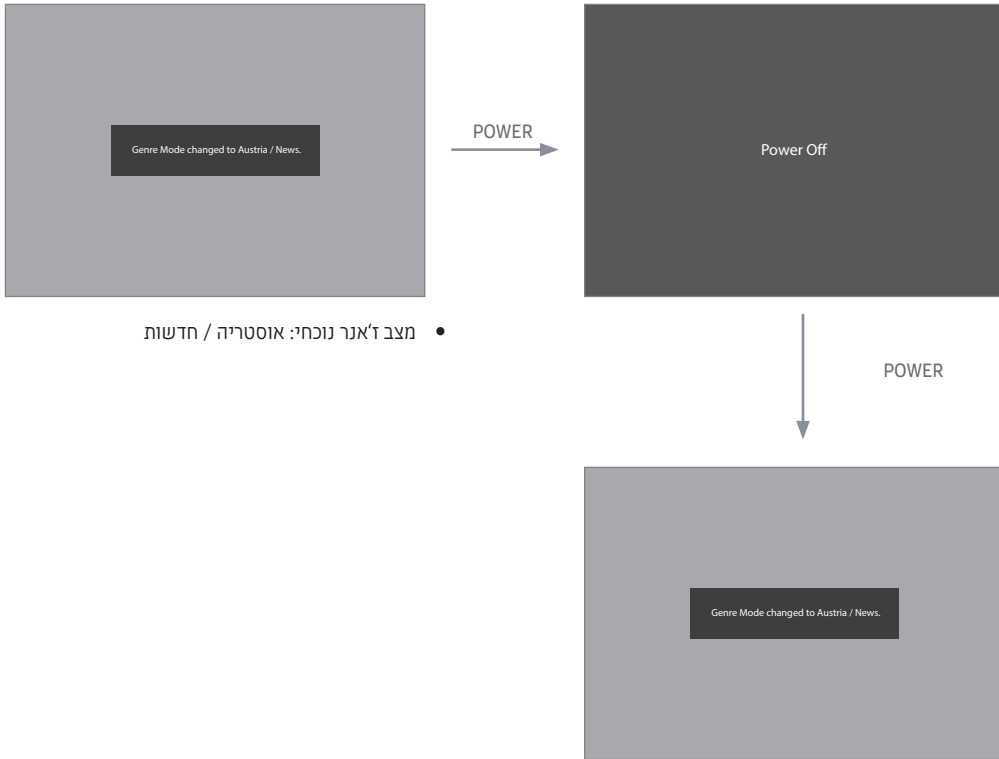 Genre Mode changed to Austria / News.
POWER
Power Off
• מצב ז'אנר נוכחי: אוסטריה / חדשות
POWER
Genre Mode changed to Austria / News.